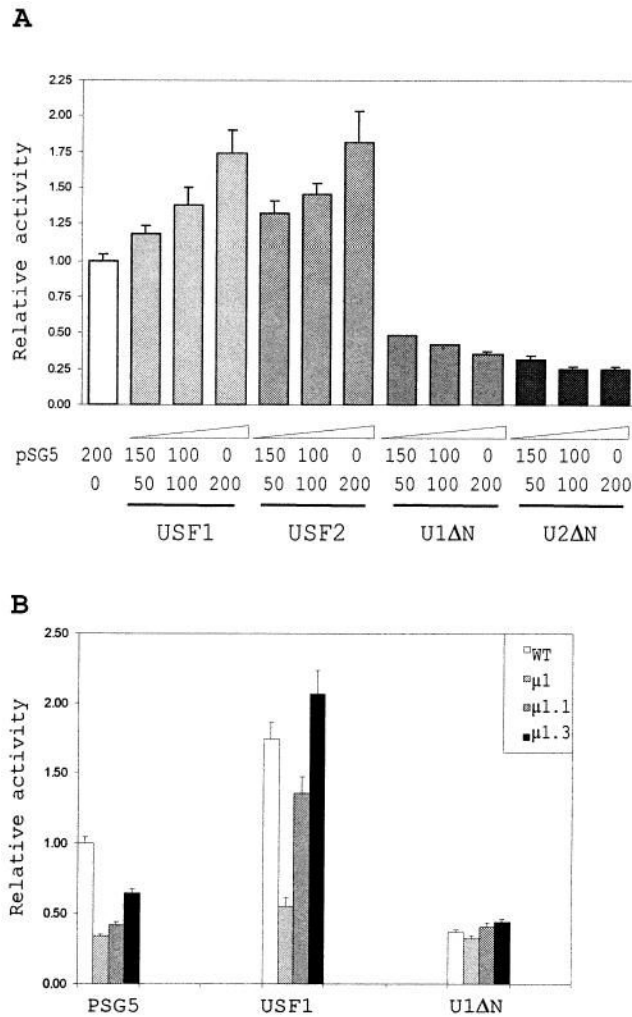 A
Relative activity
2.25
2.00
1.75
1.50
1.25
1.00
0.75
0.50
0.25
0.00
pSG5 200 150 100 0 150 100 0 150 100 0 150 100 0
0 50 100 200 50 100 200 50 100 200 50 100 200
USF1 USF2 U1ΔN U2ΔN
B
Relative activity
2.50
2.00
1.50
1.00
0.50
0.00
WT
µ1
µ1.1
µ1.3
PSG5 USF1 U1ΔN